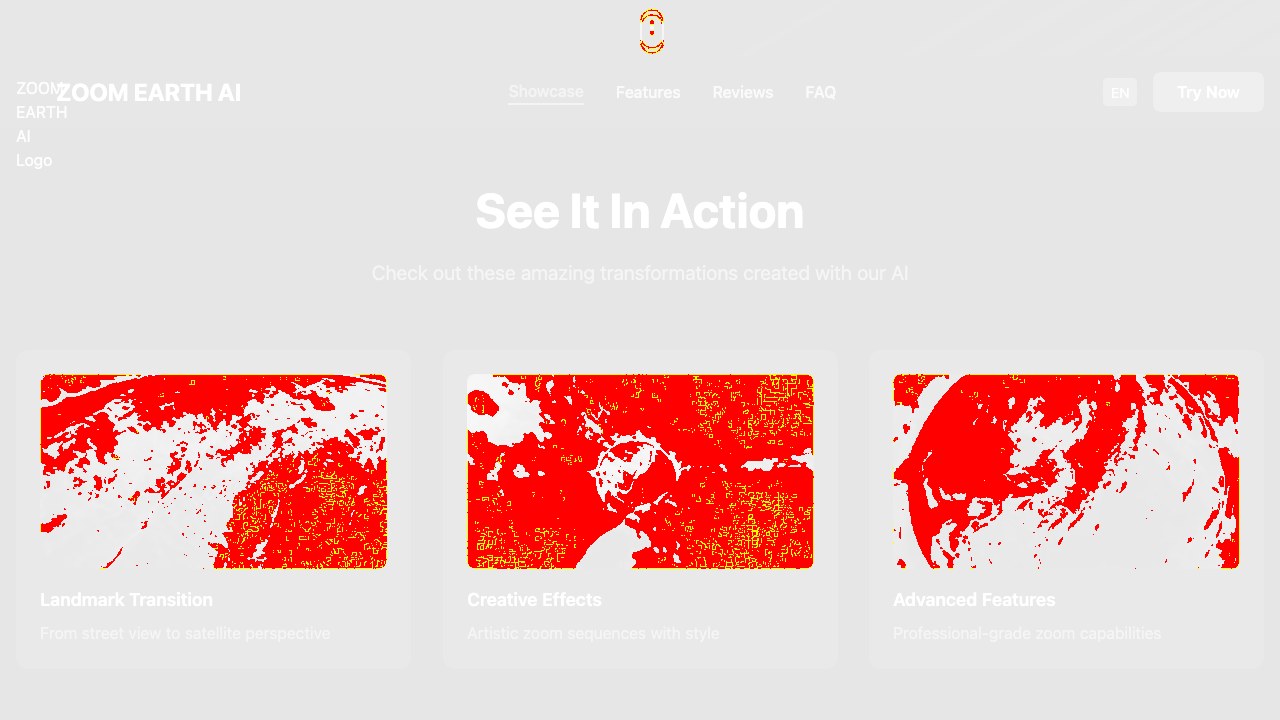 ZOOM
EARTH
AI
Logo
ZOOM EARTH AI
Showcase
Features
Reviews
FAQ
EN
Try Now
See It In Action
Check out these amazing transformations created with our AI
Landmark Transition
From street view to satellite perspective
Creative Effects
Artistic zoom sequences with style
Advanced Features
Professional-grade zoom capabilities